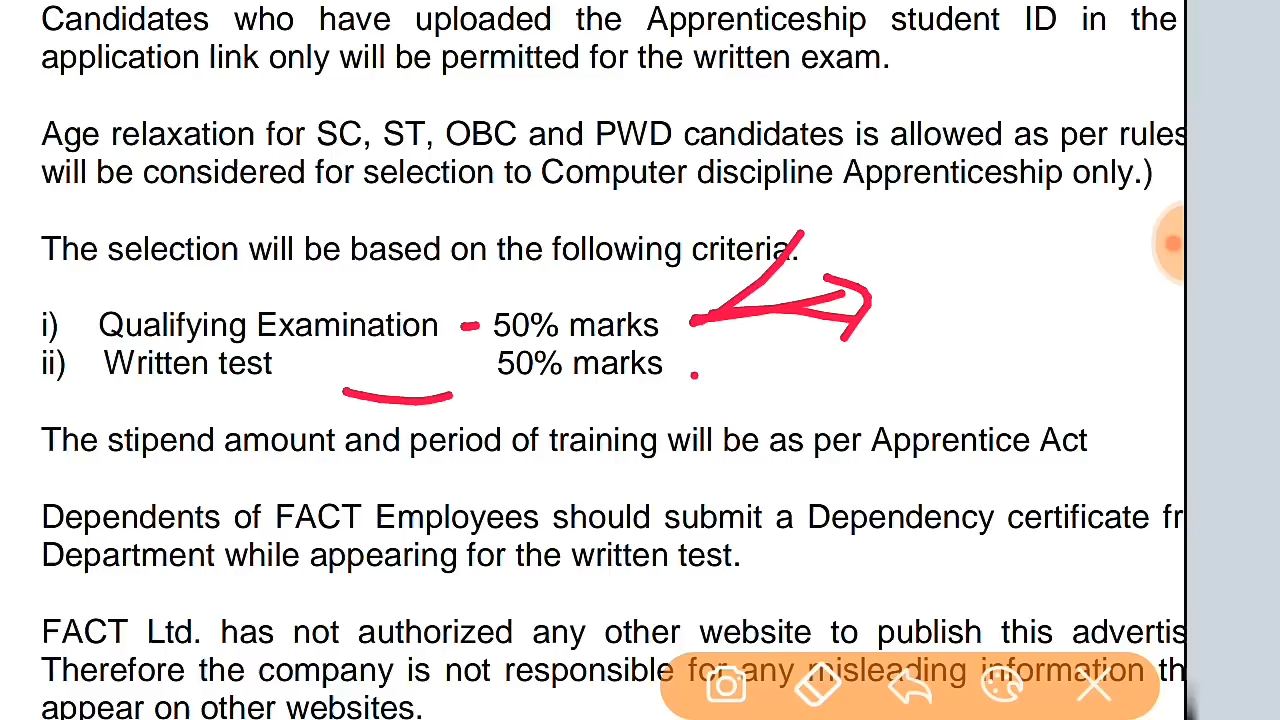 Candidates who have uploaded the Apprenticeship student ID in the
application link only will be permitted for the written exam.
Age relaxation for SC, ST, OBC and PWD candidates is allowed as per rules
will be considered for selection to Computer discipline Apprenticeship only.)
The selection will be based on the following criteria.
i) Qualifying Examination - 50% marks
ii) Written test 50% marks
The stipend amount and period of training will be as per Apprentice Act
Dependents of FACT Employees should submit a Dependency certificate fr
Department while appearing for the written test.
FACT Ltd. has not authorized any other website to publish this advertis
Therefore the company is not responsible for any misleading information th
appear on other websites.